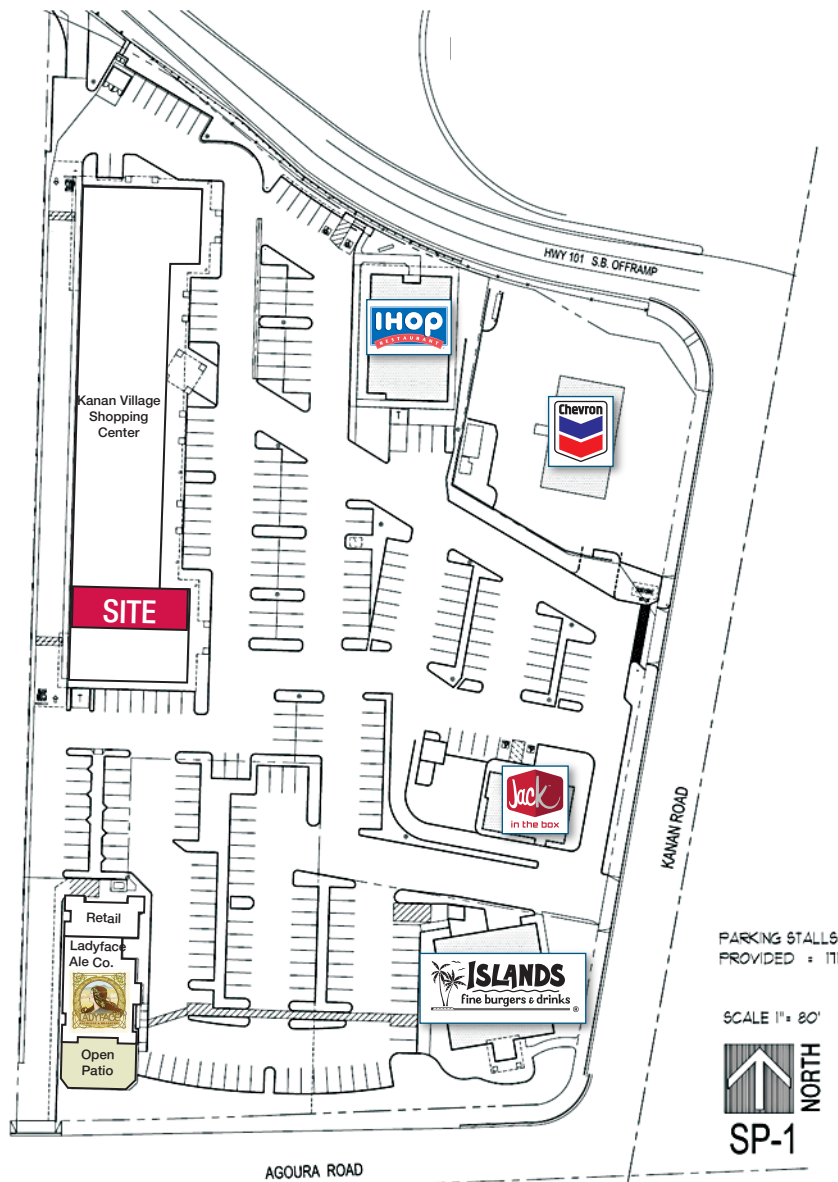 HWY 101 S.B. OFFRAMP
IHOP
RESTAURANT
Chevron
Kanan Village
Shopping
Center
SITE
T
T
Jack
in the box
KANAN ROAD
Retail
Ladyface
Ale Co.
LADYFACE
Open
Patio
ISLANDS
fine burgers & drinks
®
PARKING STALLS
PROVIDED =
SCALE 1"= 80'
NORTH
SP-1
AGOURA ROAD